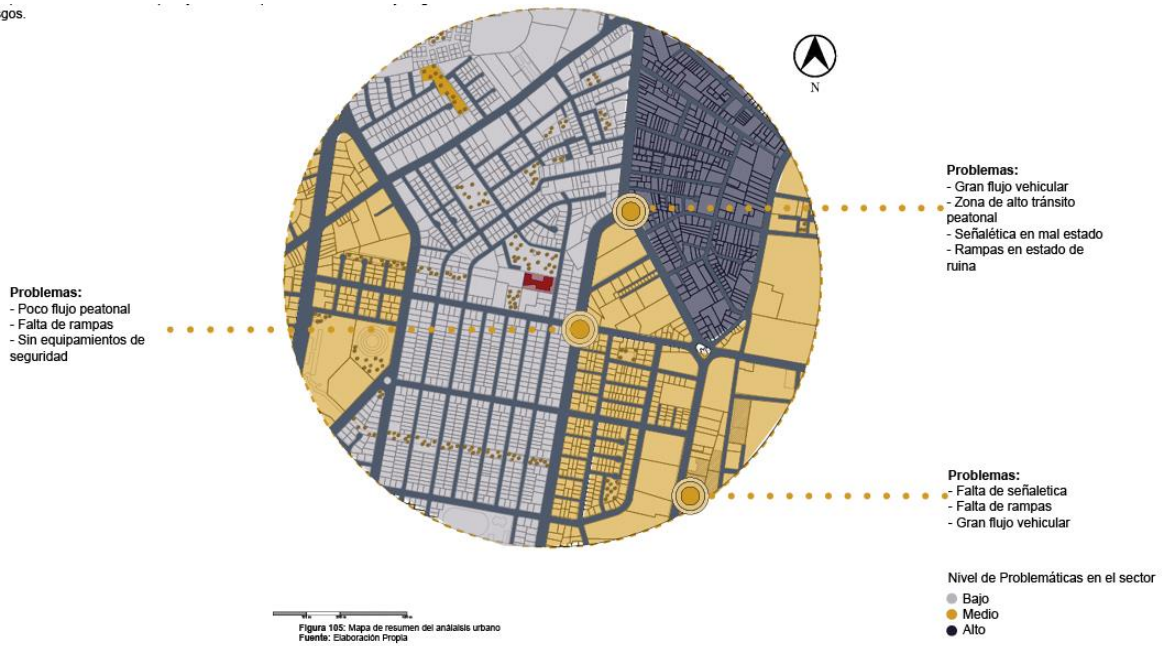 sgos.
N
Problemas:
- Gran flujo vehicular
- Zona de alto tránsito
peatonal
- Señalética en mal estado
- Rampas en estado de
ruina
Problemas:
- Poco flujo peatonal
- Falta de rampas
- Sin equipamientos de
seguridad
Problemas:
- Falta de señaletica
- Falta de rampas
- Gran flujo vehicular
Nivel de Problemáticas en el sector
Bajo
Medio
Alto
Figura 105: Mapa de resumen del análaisis urbano
Fuente: Elaboración Propia